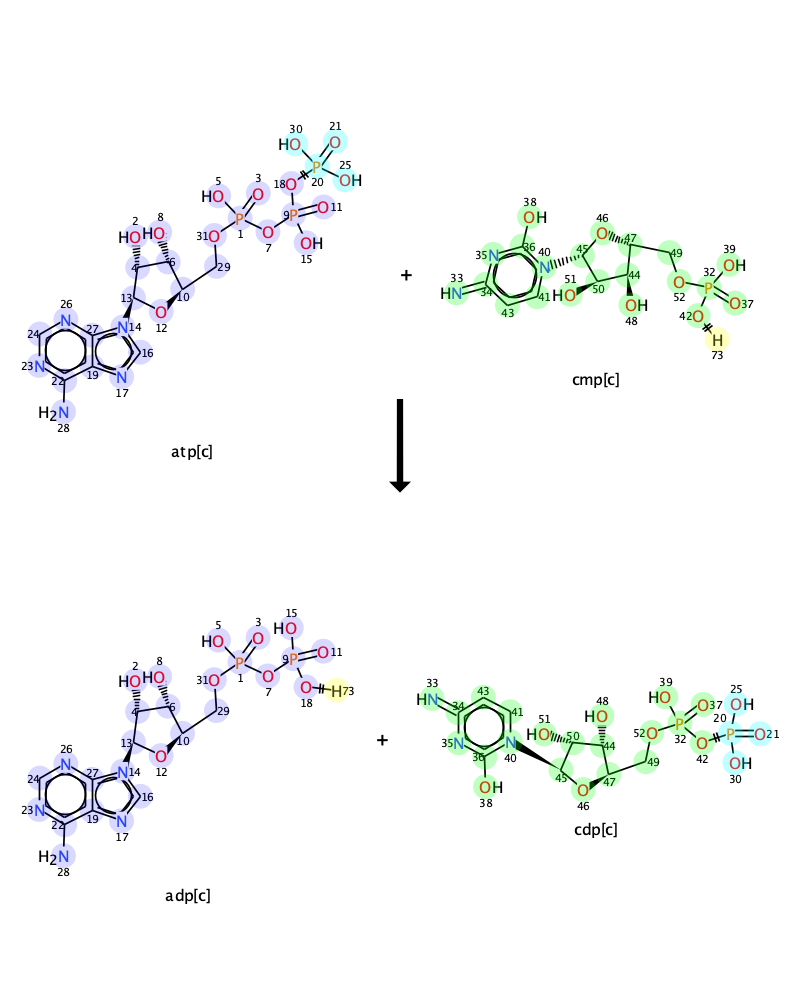 30 21
HO O
25
5 3 18 O P OH
HO O 20
2 8 P 9 P O 11
HO HO 31 O 1 O 7 OH 15
4 6 29
13 10
26 O 12
N 27 N 14
24 16
23 N 19
22 N 17
H2N
28
atp[c]
+
38
OH
46
35 N 36 O 47
40 45 49 39
33 N 51 44 32 OH
HN 34 HO 50 O P
43 41 OH 52 O 37
48 42 O
H
73
cmp[c]
15
5 3 HO
HO O
2 8 P 9 P O 11
HO HO 31 O 1 O 7 O H 73
4 6 29 18
13 10
26 O 12
N 27 N 14
24 16
23 N 19
22 N 17
H2N
28
adp[c]
+
33 43 39 25
HN 34 41 48 HO O 37 OH
51 HO 20
35 N N HO 50 44 52 O P 32 P O 21
36 40 O 42
45 47 49 OH
OH O 30
38 46
cdp[c]